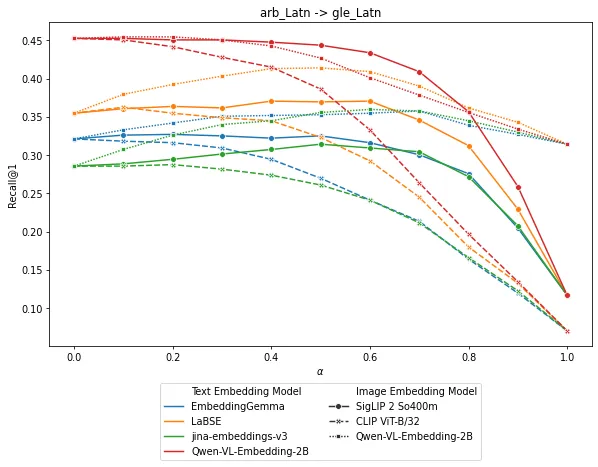 arb_Latn -> gle_Latn
Recall@1
0.45
0.40
0.35
0.30
0.25
0.20
0.15
0.10
0.0 0.2 0.4 0.6 0.8 1.0
α
Text Embedding Model
EmbeddingGemma
LaBSE
jina-embeddings-v3
Qwen-VL-Embedding-2B
Image Embedding Model
SigLIP 2 So400m
CLIP ViT-B/32
Qwen-VL-Embedding-2B